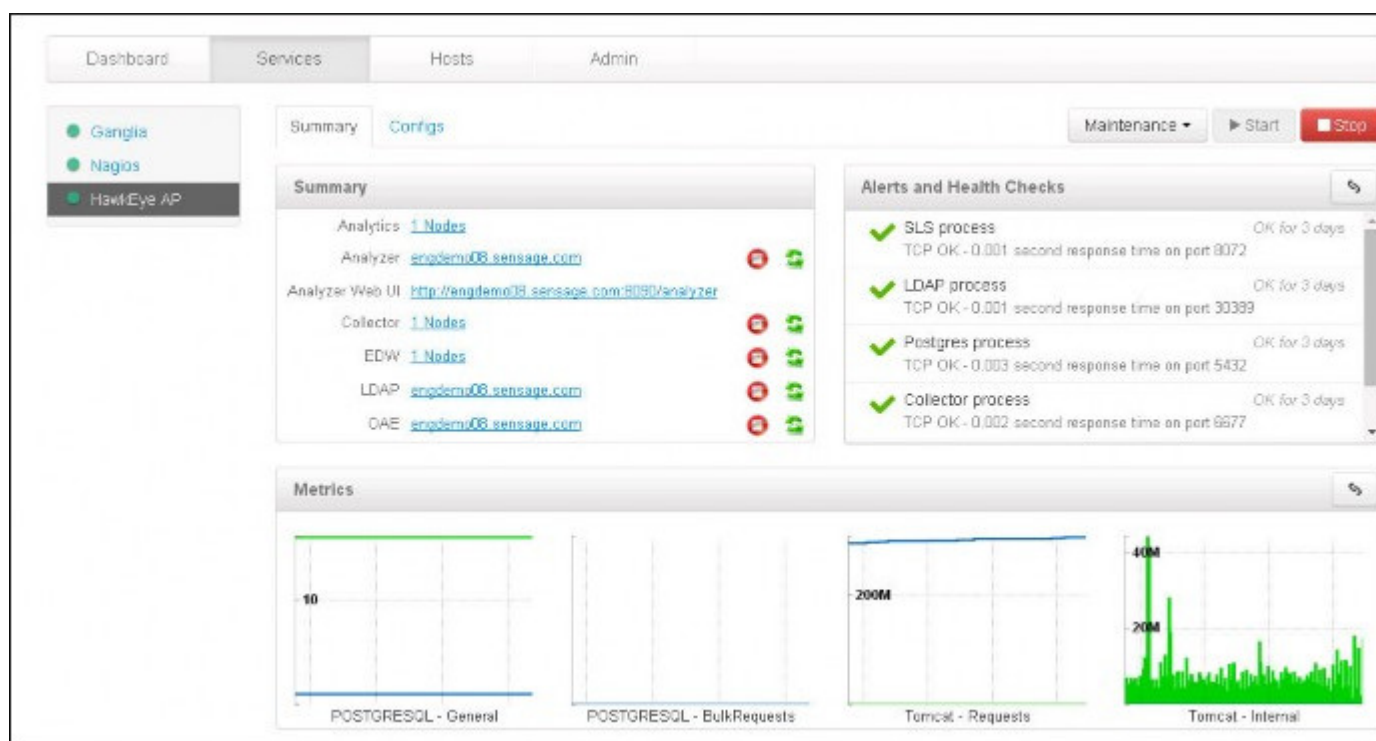 Dashboard Services Hosts Admin
Ganglia
Nagios
HawkEye AP
Summary Configs
Maintenance Start Stop
Summary
Analytics 1 Nodes
Analyzer engdemo08.sensage.com
Analyzer Web UI http://engdemo08.sensage.com:8090/analyzer
Collector 1 Nodes
EDW 1 Nodes
LDAP engdemo08.sensage.com
OAE engdemo08.sensage.com
Alerts and Health Checks
SLS process OK for 3 days
TCP OK - 0.001 second response time on port 8072
LDAP process OK for 3 days
TCP OK - 0.001 second response time on port 30389
Postgres process OK for 3 days
TCP OK - 0.003 second response time on port 5432
Collector process OK for 3 days
TCP OK - 0.002 second response time on port 6677
Metrics
10
POSTGRESQL - General
POSTGRESQL - BulkRequests
200M
Tomcat - Requests
40M
20M
Tomcat - Internal